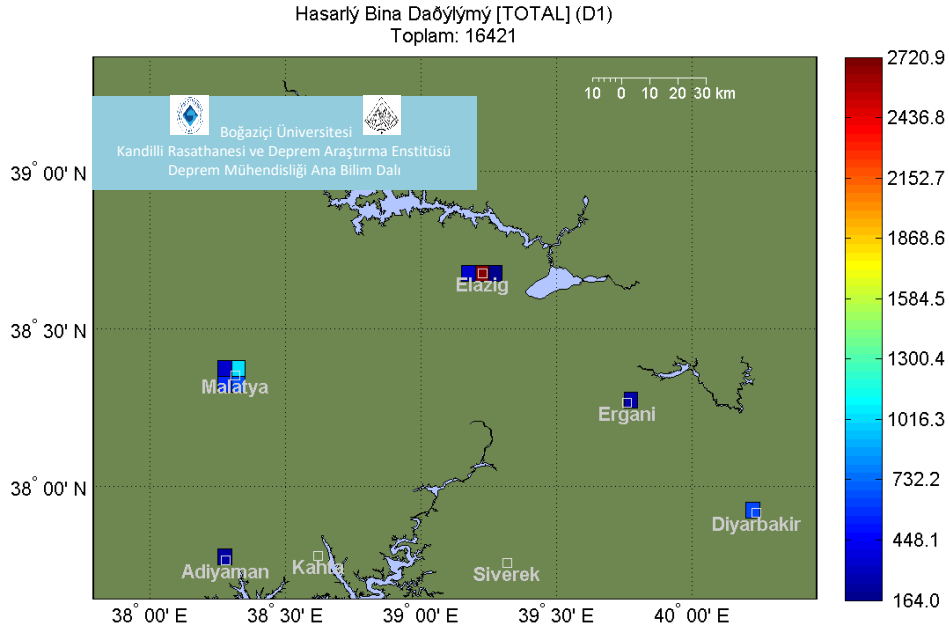 Hasarlý Bina Daðýlýmý [TOTAL] (D1)
Toplam: 16421
Boğaziçi Üniversitesi
Kandilli Rasathanesi ve Deprem Araştırma Enstitüsü
Deprem Mühendisliği Ana Bilim Dalı
10 0 10 20 30 km
39° 00' N
38° 30' N
38° 00' N
Elazig
Malatya
Ergani
Diyarbakir
Adiyaman
Kahta
Siverek
38° 00' E
38° 30' E
39° 00' E
39° 30' E
40° 00' E
2720.9
2436.8
2152.7
1868.6
1584.5
1300.4
1016.3
732.2
448.1
164.0